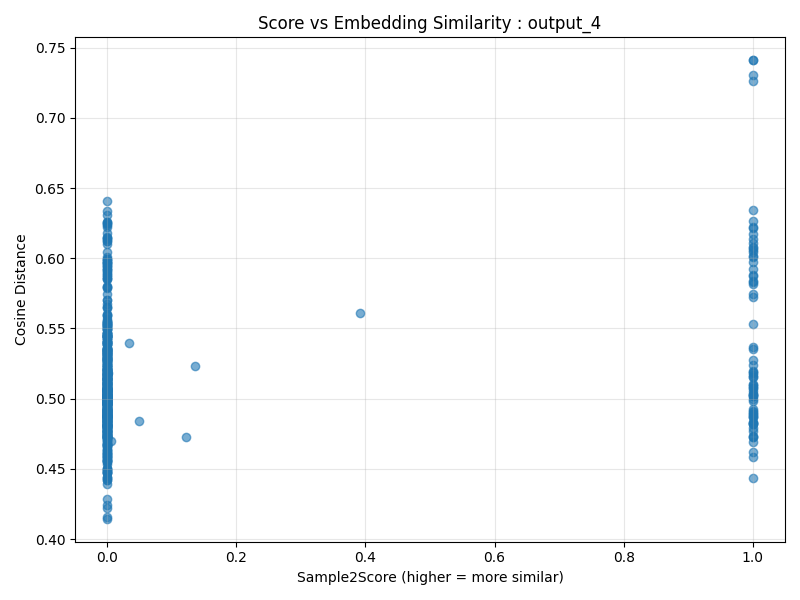 Score vs Embedding Similarity : output_4
Cosine Distance
0.75
0.70
0.65
0.60
0.55
0.50
0.45
0.40
0.0 0.2 0.4 0.6 0.8 1.0
Sample2Score (higher = more similar)